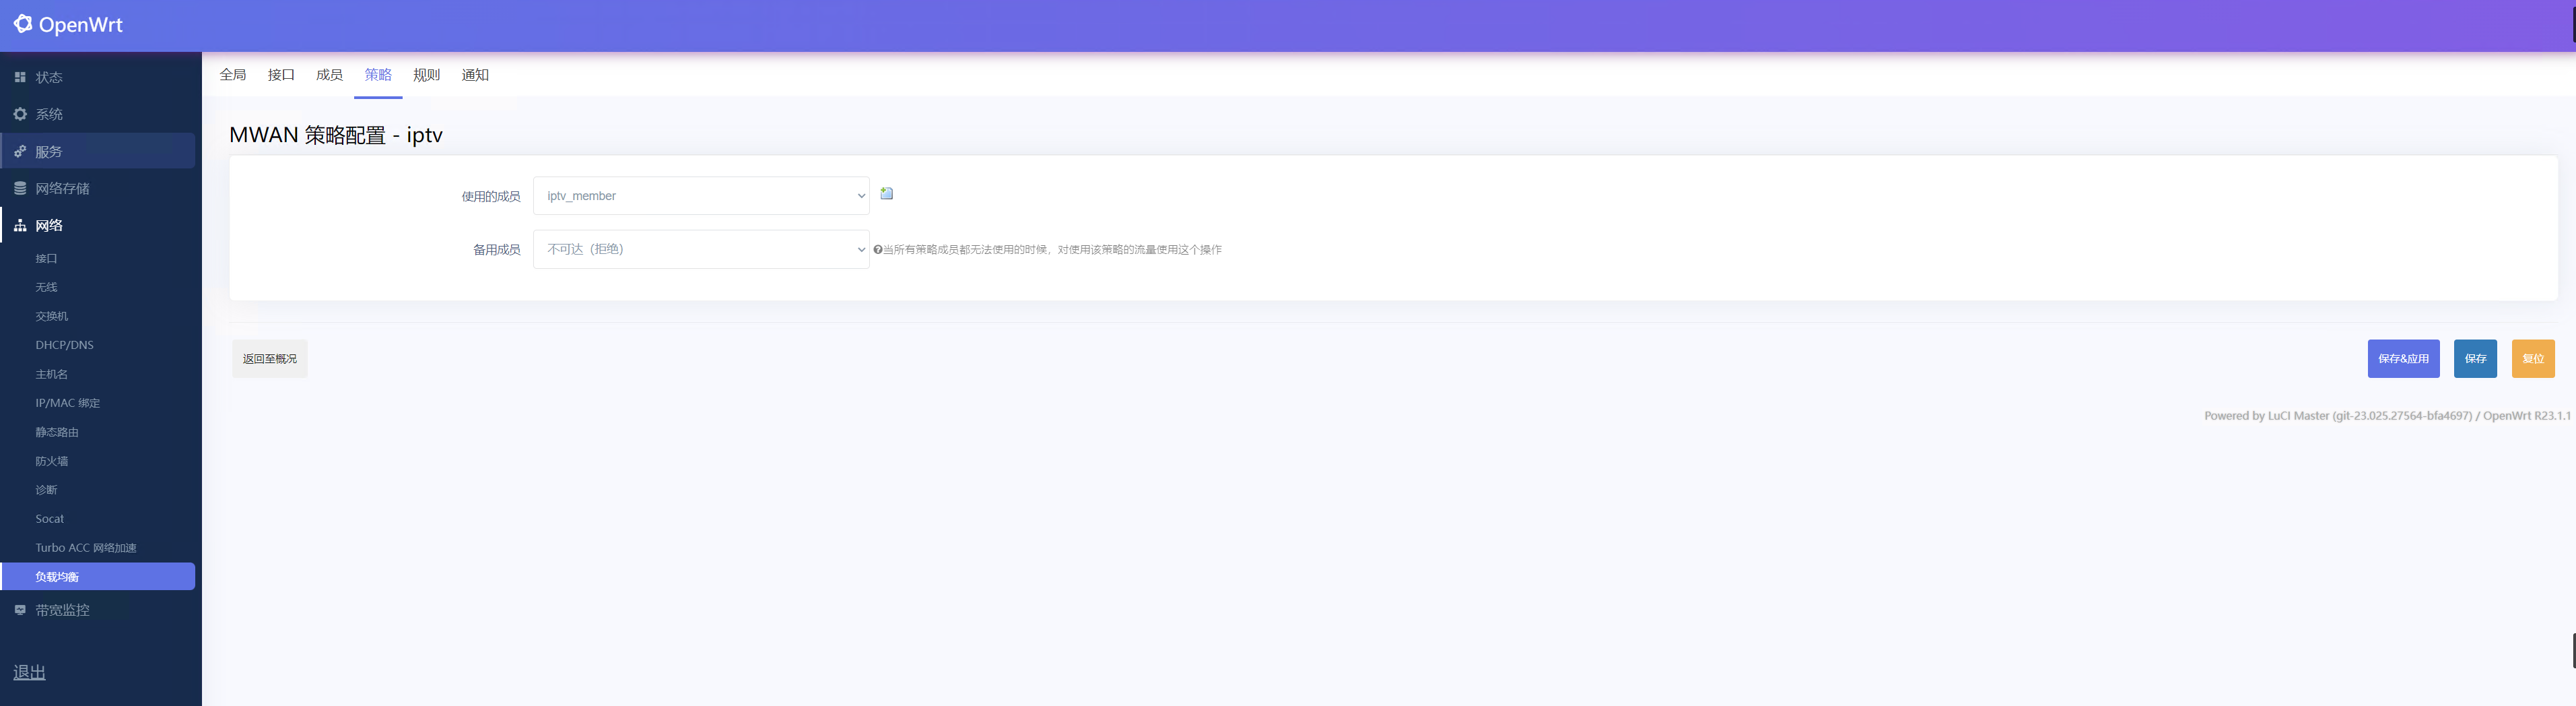 OpenWrt
状态
系统
服务
网络存储
网络
接口
无线
交换机
DHCP/DNS
主机名
IP/MAC 绑定
静态路由
防火墙
诊断
Socat
Turbo ACC 网络加速
负载均衡
带宽监控
退出
全局 接口 成员 策略 规则 通知
MWAN 策略配置 - iptv
使用的成员 iptv_member
备用成员 不可达（拒绝） 当所有策略成员都无法使用的时候，对使用该策略的流量使用这个操作
返回至概况 保存&应用 保存 复位
Powered by LuCI Master (git-23.025.27564-bfa4697) / OpenWrt R23.1.1